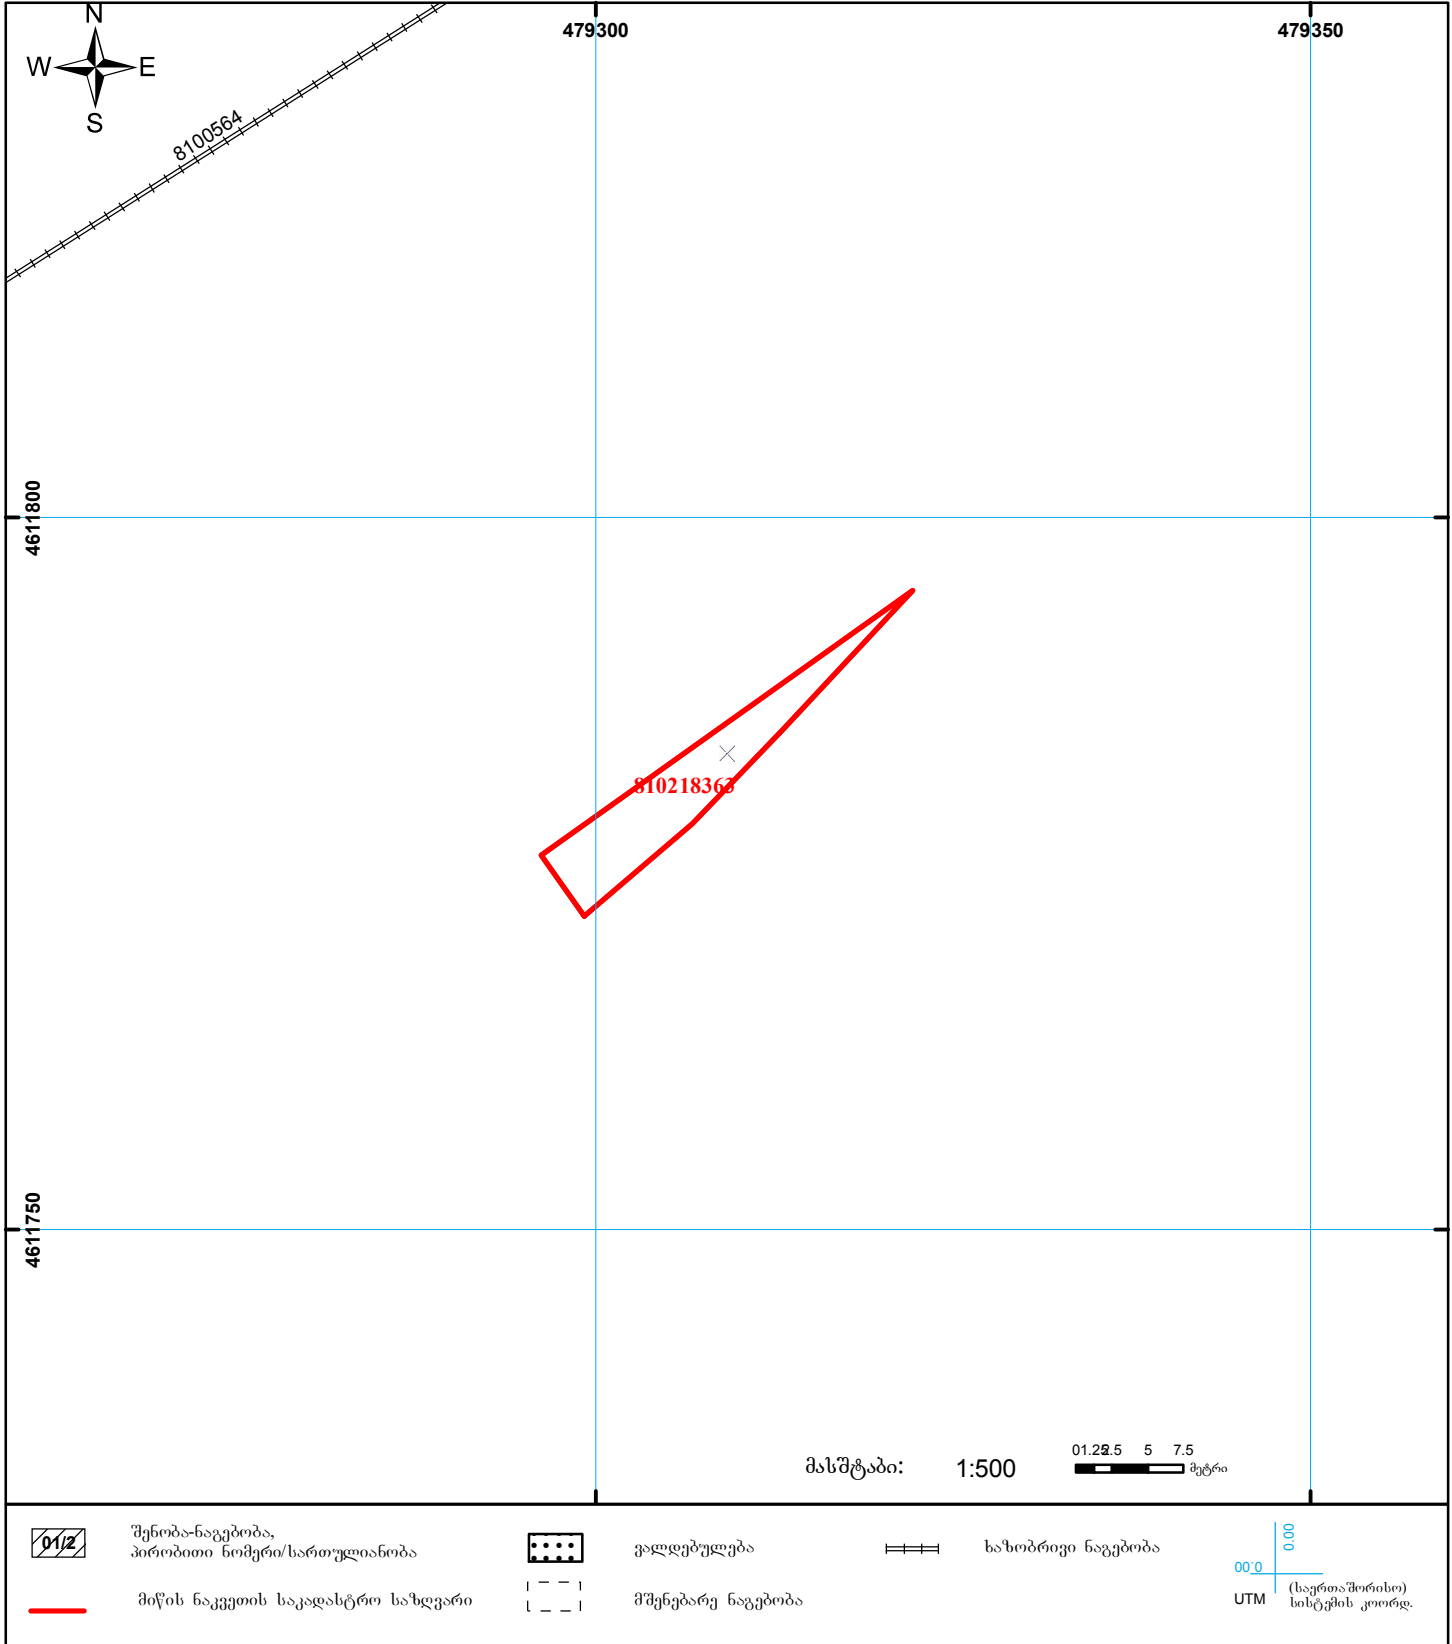 N
W E
S
479300
479350
8100564
4611800
810218363
4611750
მასშტაბი: 1:500
01.252.5 5 7.5
მეტრი
01/2
შენობა-ნაგებობა,
პირობითი ნომერი/სართულიანობა
ვალდებულება
ხაზობრივი ნაგებობა
მიწის ნაკვეთის საკადასტრო საზღვარი
მშენებარე ნაგებობა
0.00
00.0
UTM
(საერთაშორისო)
სისტემის კოორდ.